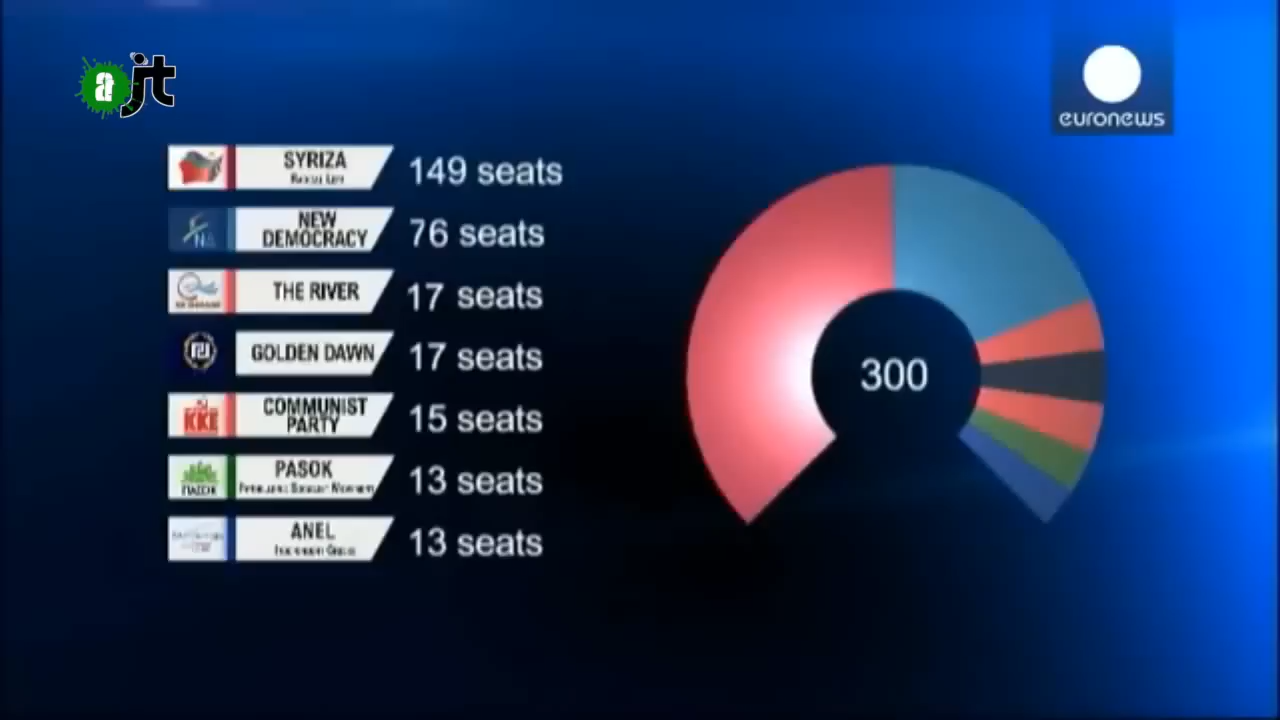 ajt
euronews
SYRIZA
149 seats
NEW
DEMOCRACY
76 seats
THE RIVER
17 seats
GOLDEN DAWN
17 seats
KKE
COMMUNIST
PARTY
15 seats
PASOK
13 seats
ANEL
13 seats
300